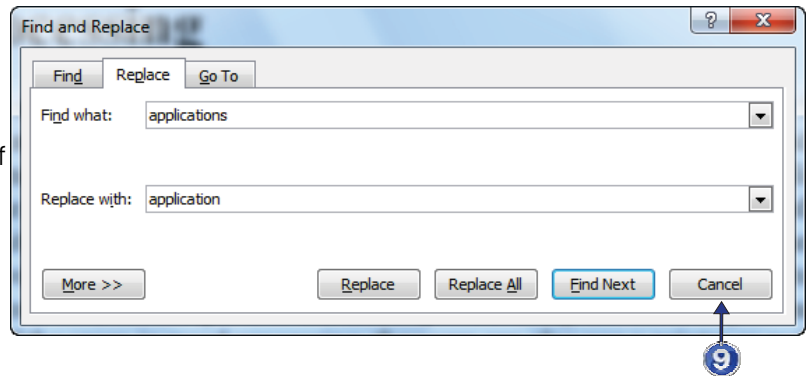 Find and Replace
Find Replace Go To
Find what: applications
f
Replace with: application
More >> Replace Replace All Find Next Cancel
9